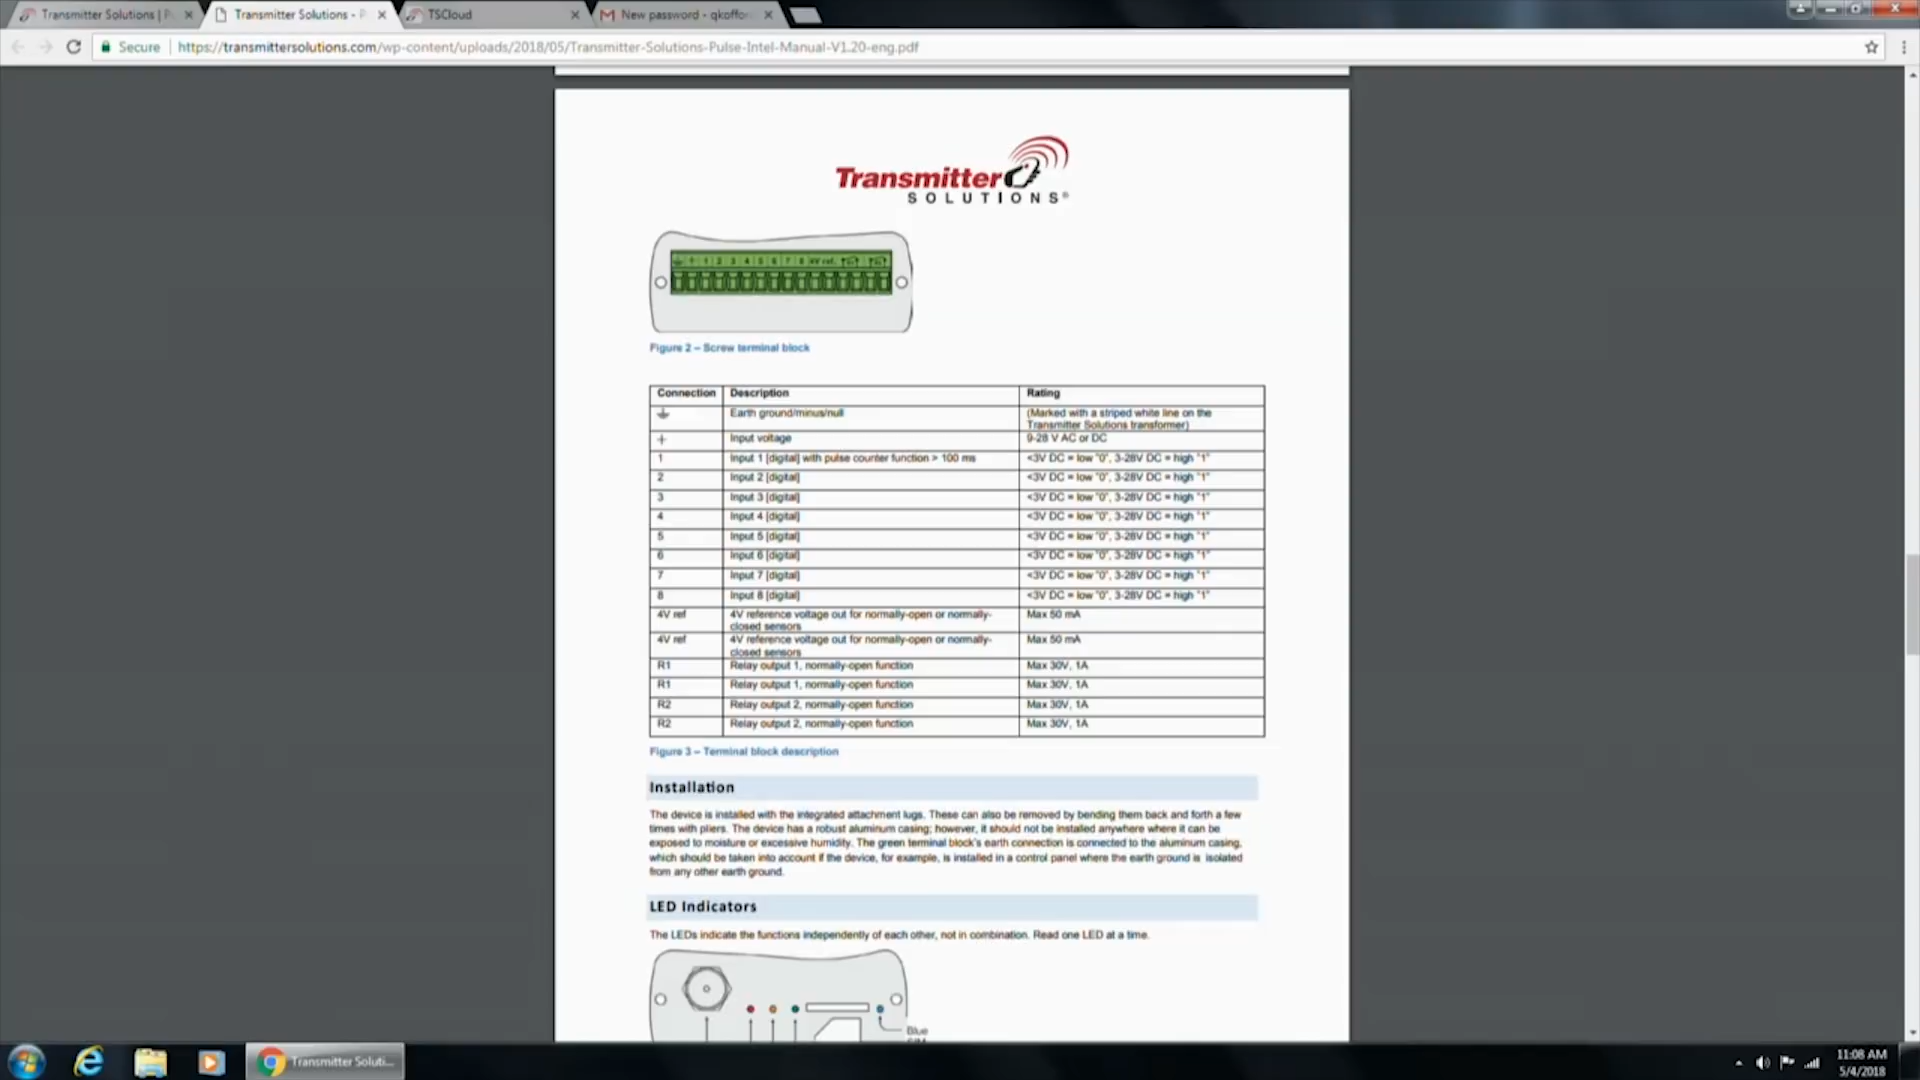 Transmitter Solutions | P
Transmitter Solutions - P
TSCloud
New password - qkoffor
Secure
https://transmittersolutions.com/wp-content/uploads/2018/05/Transmitter-Solutions-Pulse-Intel-Manual-V1.20-eng.pdf
Transmitter
SOLUTIONS®
1 2 3 4 5 6 7 8 4V ref.
Figure 2 – Screw terminal block
Connection Description Rating
Earth ground/minus/null (Marked with a striped white line on the
Transmitter Solutions transformer)
+ Input voltage 9-28 V AC or DC
1 Input 1 [digital] with pulse counter function > 100 ms <3V DC = low "0", 3-28V DC = high "1"
2 Input 2 [digital] <3V DC = low "0", 3-28V DC = high "1"
3 Input 3 [digital] <3V DC = low "0", 3-28V DC = high "1"
4 Input 4 [digital] <3V DC = low "0", 3-28V DC = high "1"
5 Input 5 [digital] <3V DC = low "0", 3-28V DC = high "1"
6 Input 6 [digital] <3V DC = low "0", 3-28V DC = high "1"
7 Input 7 [digital] <3V DC = low "0", 3-28V DC = high "1"
8 Input 8 [digital] <3V DC = low "0", 3-28V DC = high "1"
4V ref 4V reference voltage out for normally-open or normally- Max 50 mA
closed sensors
4V ref 4V reference voltage out for normally-open or normally- Max 50 mA
closed sensors
R1 Relay output 1, normally-open function Max 30V, 1A
R1 Relay output 1, normally-open function Max 30V, 1A
R2 Relay output 2, normally-open function Max 30V, 1A
R2 Relay output 2, normally-open function Max 30V, 1A
Figure 3 – Terminal block description
Installation
The device is installed with the integrated attachment lugs. These can also be removed by bending them back and forth a few
times with pliers. The device has a robust aluminum casing; however, it should not be installed anywhere where it can be
exposed to moisture or excessive humidity. The green terminal block's earth connection is connected to the aluminum casing,
which should be taken into account if the device, for example, is installed in a control panel where the earth ground is isolated
from any other earth ground.
LED Indicators
The LEDs indicate the functions independently of each other, not in combination. Read one LED at a time.
Blue
Transmitter Soluti...
11:08 AM
5/4/2018